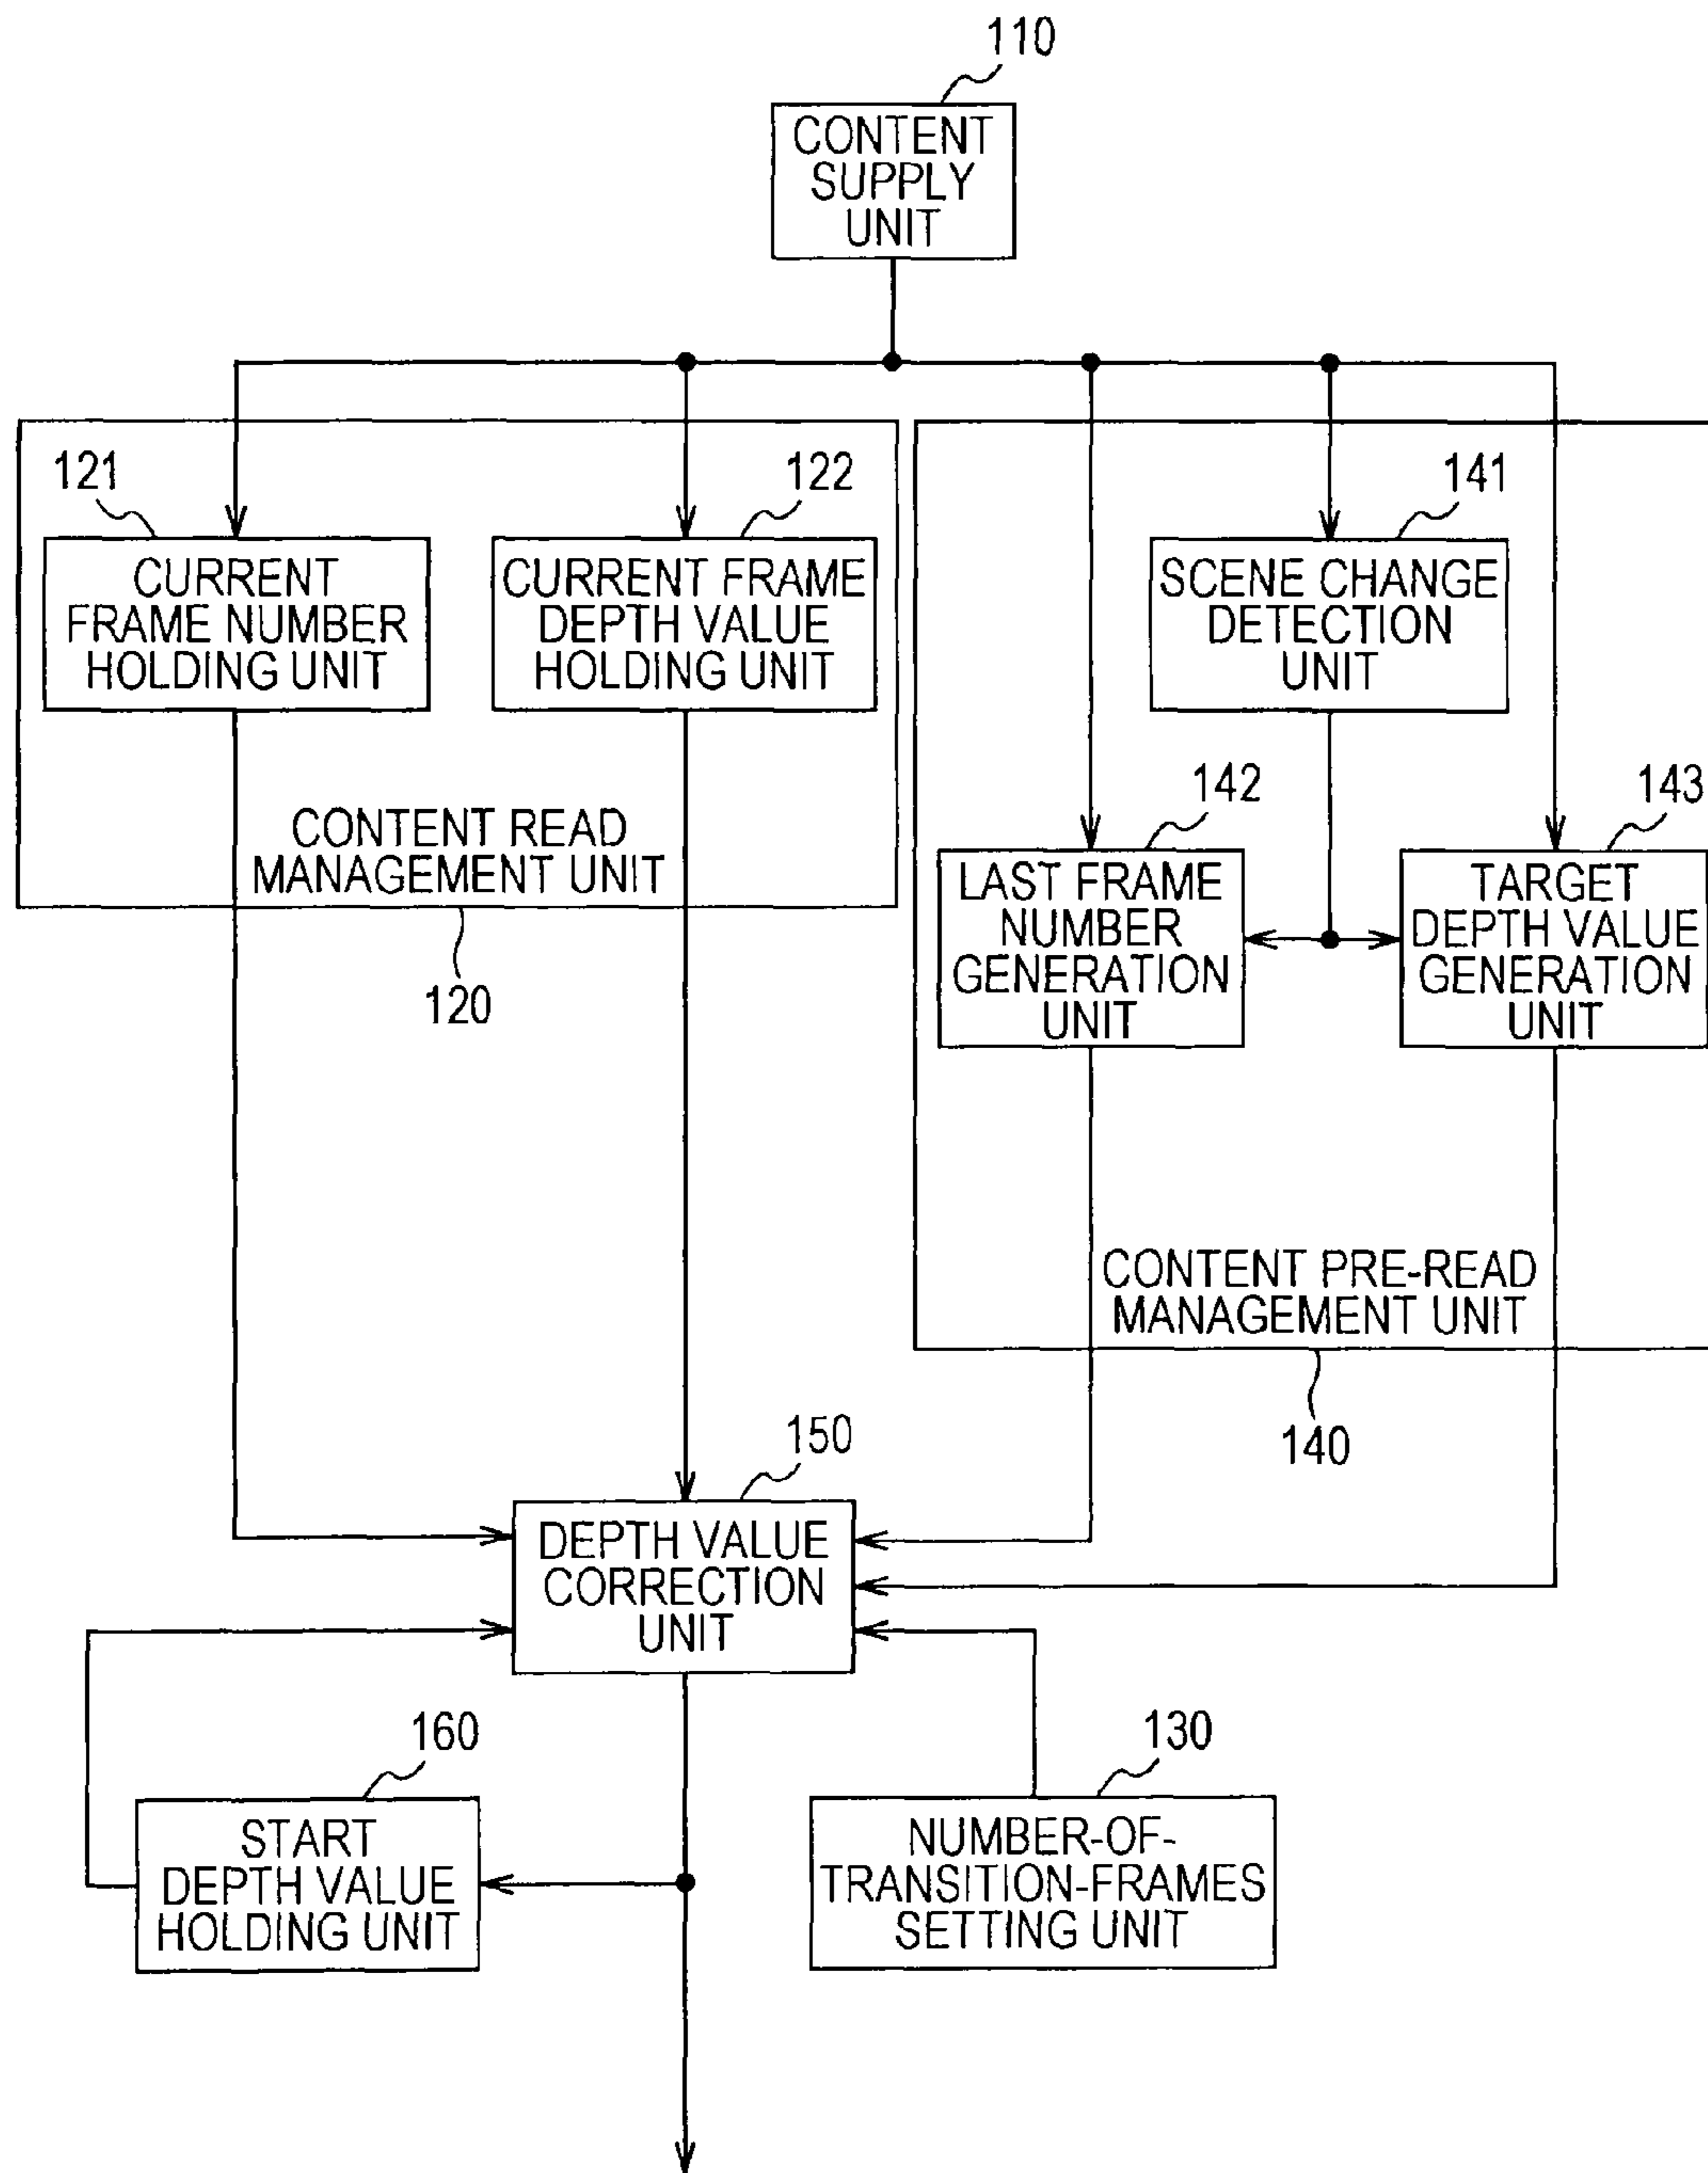 110
CONTENT
SUPPLY
UNIT
121
CURRENT
FRAME NUMBER
HOLDING UNIT
122
CURRENT FRAME
DEPTH VALUE
HOLDING UNIT
CONTENT READ
MANAGEMENT UNIT
120
141
SCENE CHANGE
DETECTION
UNIT
142
LAST FRAME
NUMBER
GENERATION
UNIT
143
TARGET
DEPTH VALUE
GENERATION
UNIT
CONTENT PRE-READ
MANAGEMENT UNIT
140
150
DEPTH VALUE
CORRECTION
UNIT
160
START
DEPTH VALUE
HOLDING UNIT
130
NUMBER-OF-
TRANSITION-FRAMES
SETTING UNIT